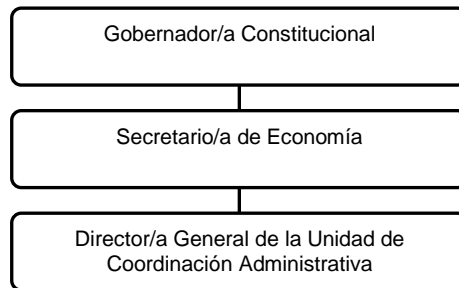 Gobernador/a Constitucional
Secretario/a de Economía
Director/a General de la Unidad de
Coordinación Administrativa